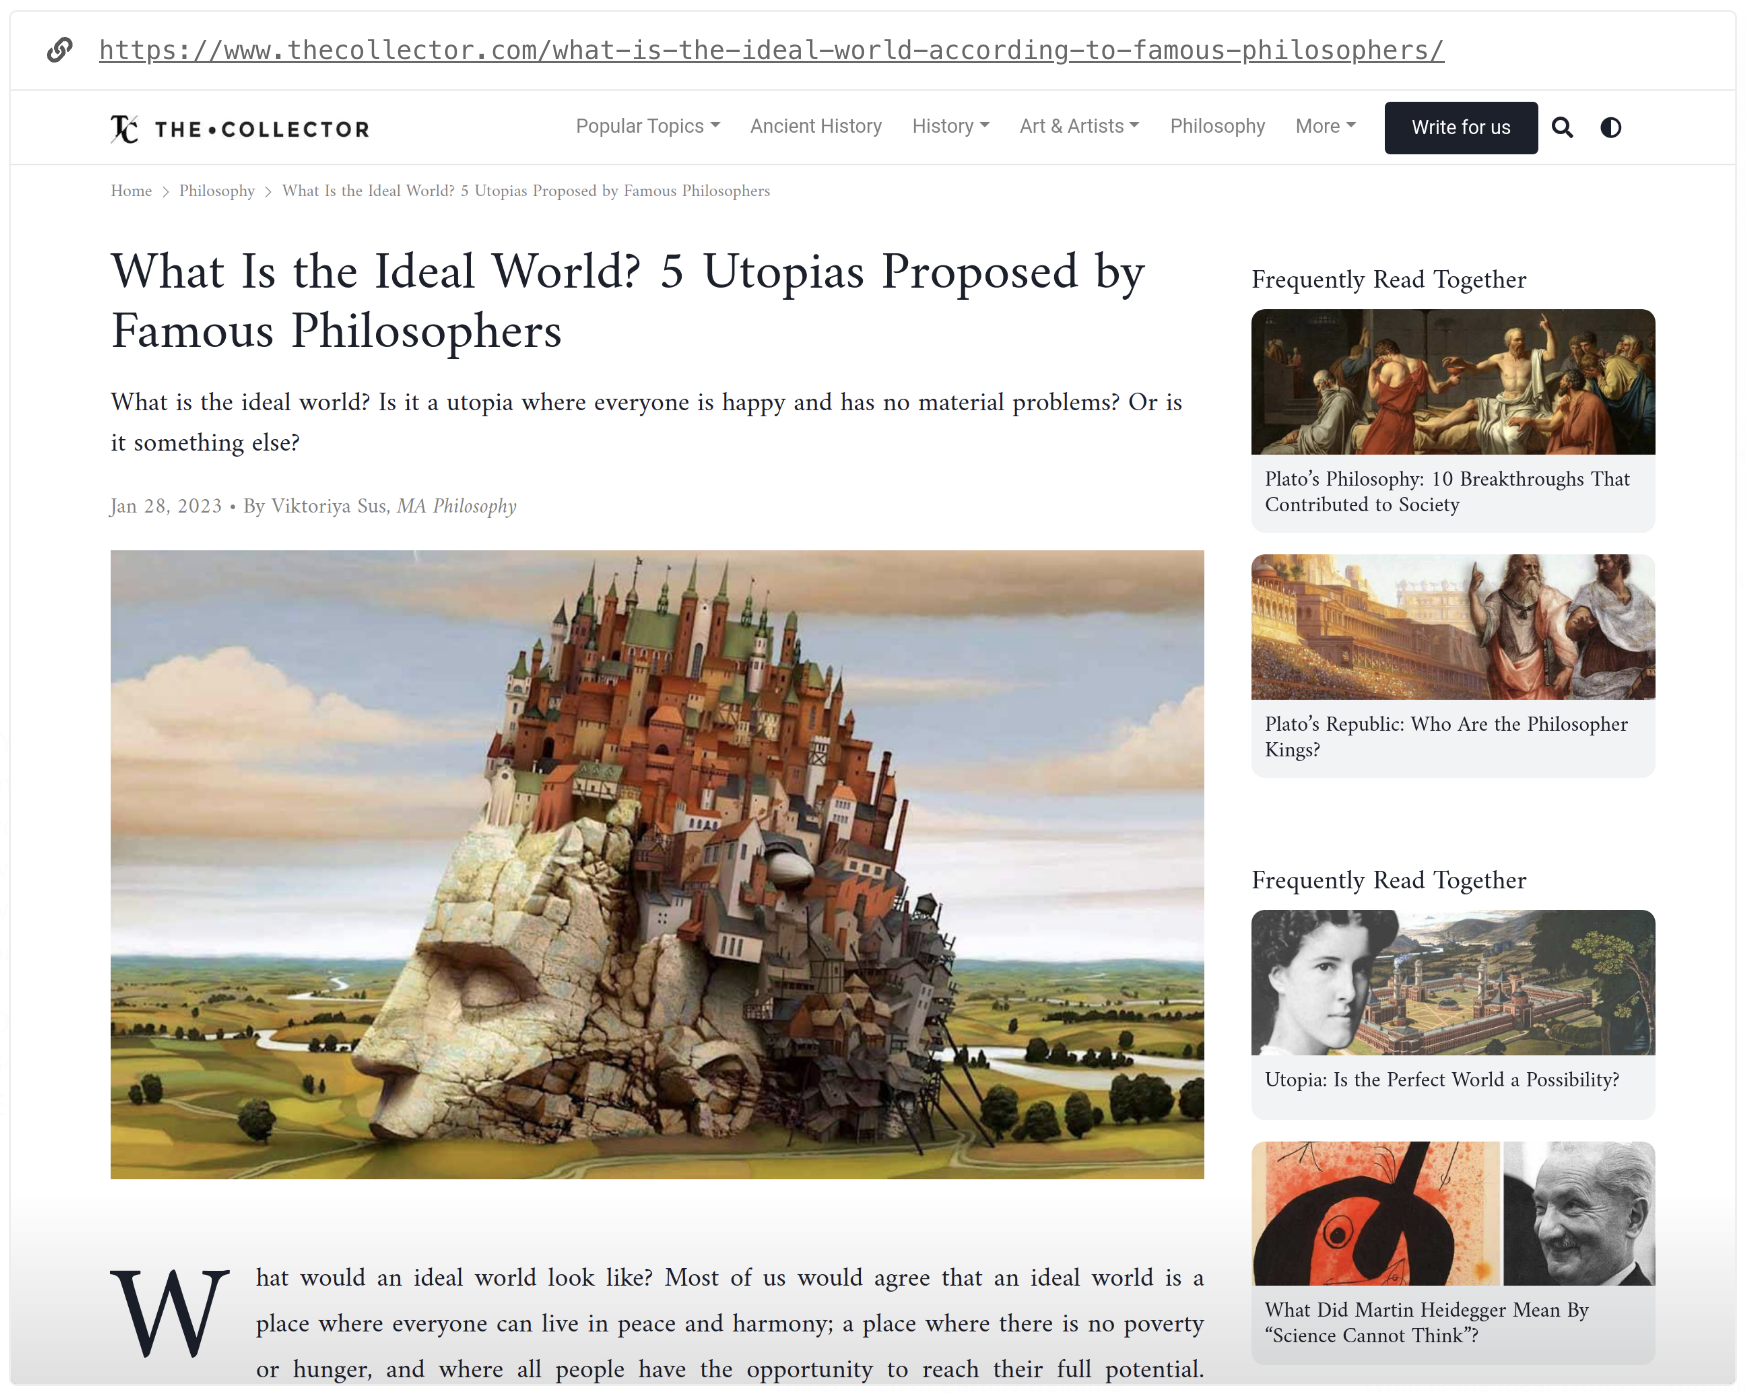 https://www.thecollector.com/what-is-the-ideal-world-according-to-famous-philosophers/
TC THE•COLLECTOR
Popular Topics
Ancient History
History
Art & Artists
Philosophy
More
Write for us
Home > Philosophy > What Is the Ideal World? 5 Utopias Proposed by Famous Philosophers
What Is the Ideal World? 5 Utopias Proposed by
Famous Philosophers
What is the ideal world? Is it a utopia where everyone is happy and has no material problems? Or is
it something else?
Jan 28, 2023 • By Viktoriya Sus, MA Philosophy
What would an ideal world look like? Most of us would agree that an ideal world is a
place where everyone can live in peace and harmony; a place where there is no poverty
or hunger, and where all people have the opportunity to reach their full potential.
Frequently Read Together
Plato’s Philosophy: 10 Breakthroughs That
Contributed to Society
Plato’s Republic: Who Are the Philosopher
Kings?
Frequently Read Together
Utopia: Is the Perfect World a Possibility?
What Did Martin Heidegger Mean By
“Science Cannot Think”?